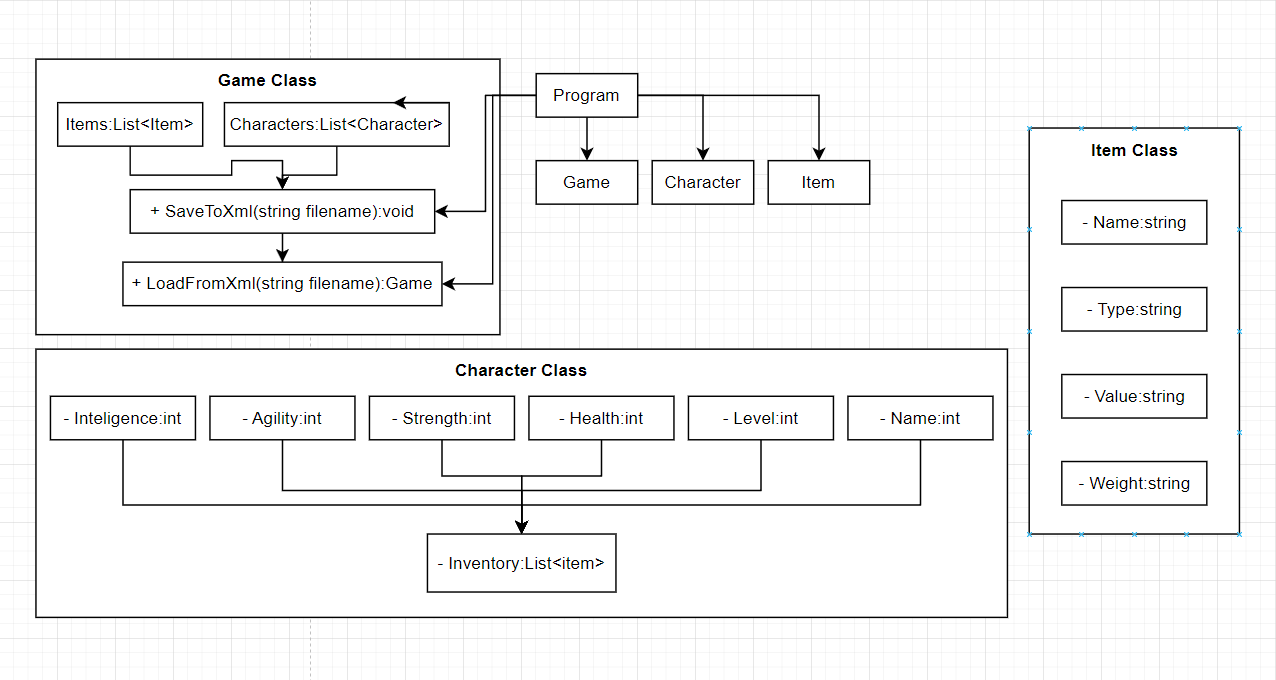 Game Class
Items:List<Item>
Characters:List<Character>
+ SaveToXml(string filename):void
+ LoadFromXml(string filename):Game
Program
Game
Character
Item
Character Class
- Inteligence:int
- Agility:int
- Strength:int
- Health:int
- Level:int
- Name:int
- Inventory:List<item>
Item Class
- Name:string
- Type:string
- Value:string
- Weight:string